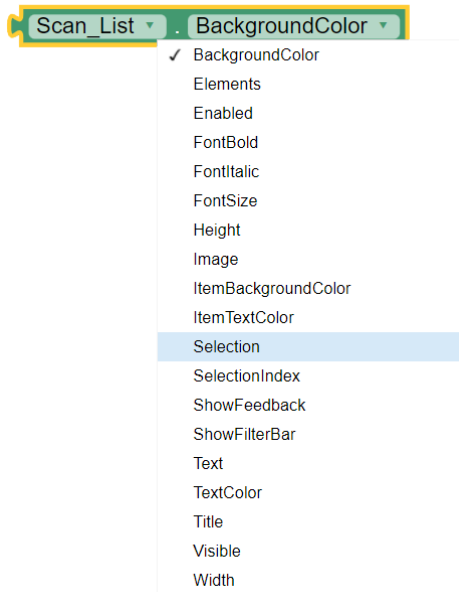 Scan_List . BackgroundColor
BackgroundColor
Elements
Enabled
FontBold
FontItalic
FontSize
Height
Image
ItemBackgroundColor
ItemTextColor
Selection
SelectionIndex
ShowFeedback
ShowFilterBar
Text
TextColor
Title
Visible
Width